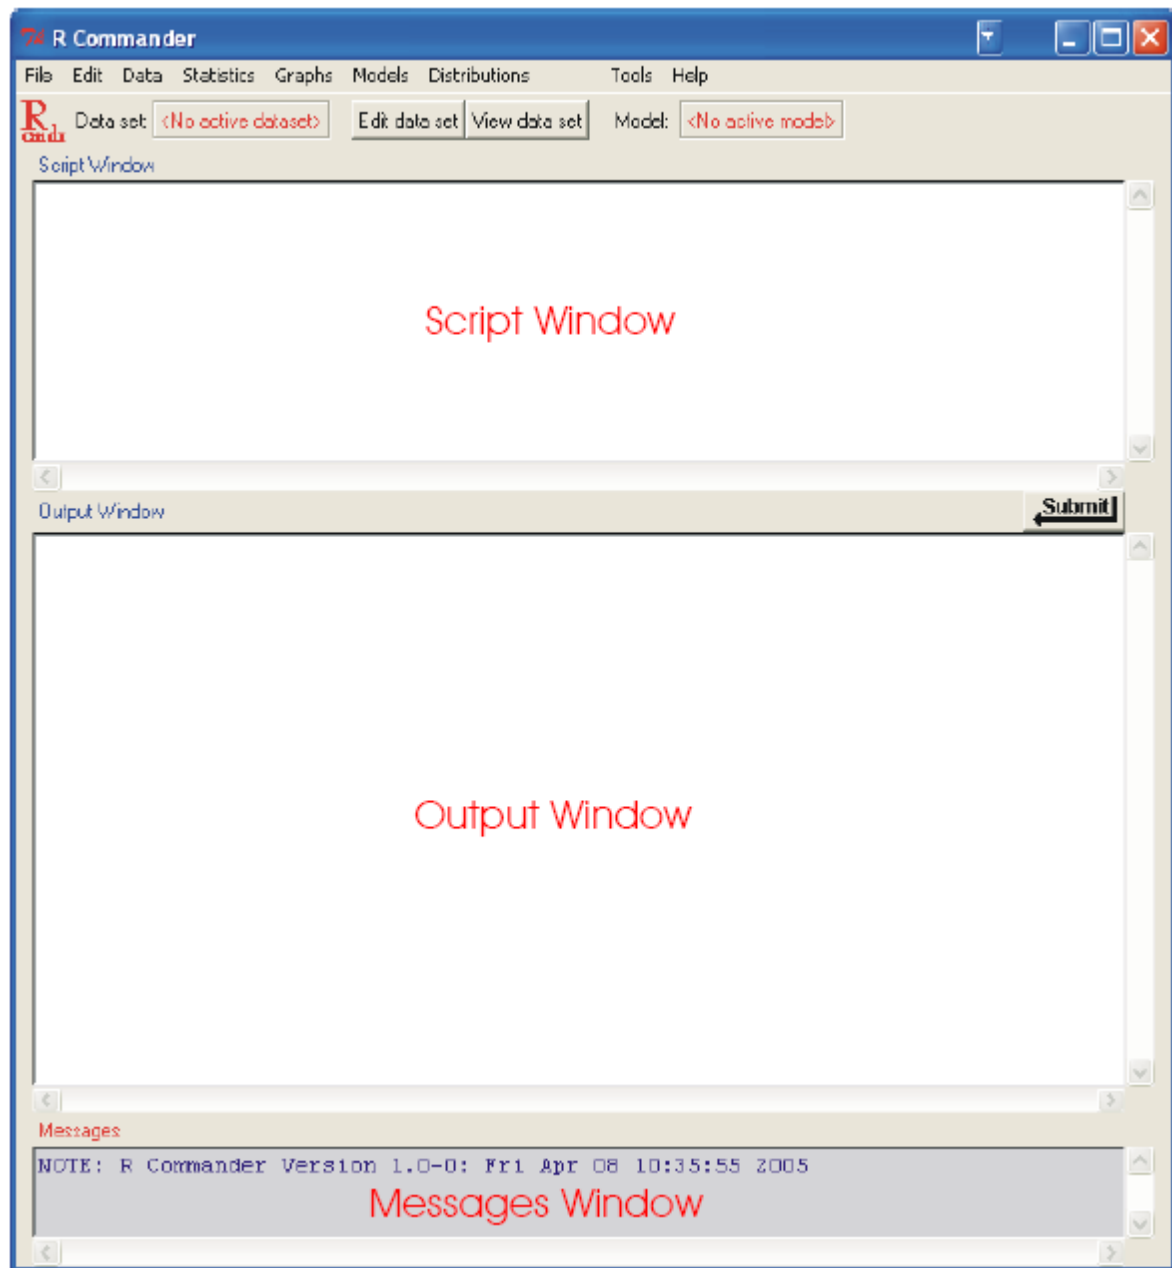 R Commander
File Edit Data Statistics Graphs Models Distributions Tools Help
R cmdr Data set: <No active dataset> Edit data set View data set Model: <No active model>
Script Window
Script Window
Output Window Submit
Output Window
Messages
NOTE: R Commander Version 1.0-0: Fri Apr 08 10:35:55 2005
Messages Window